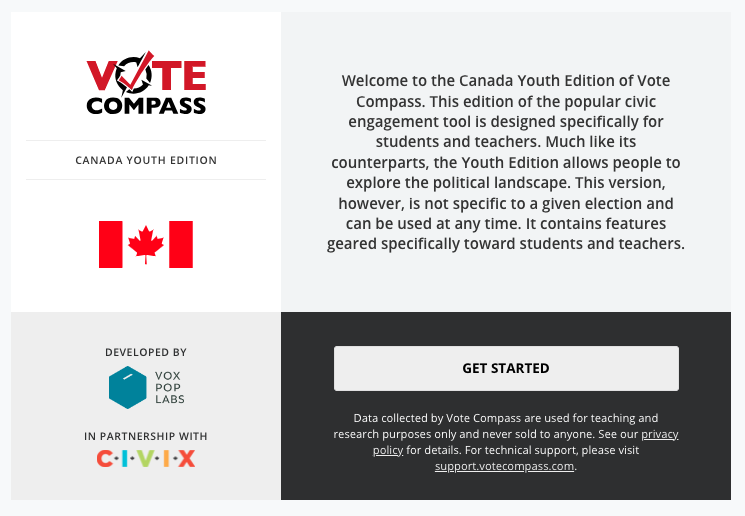 VOTE
COMPASS
CANADA YOUTH EDITION
Welcome to the Canada Youth Edition of Vote
Compass. This edition of the popular civic
engagement tool is designed specifically for
students and teachers. Much like its
counterparts, the Youth Edition allows people to
explore the political landscape. This version,
however, is not specific to a given election and
can be used at any time. It contains features
geared specifically toward students and teachers.
DEVELOPED BY
VOX
POP
LABS
IN PARTNERSHIP WITH
C·I·V·I·X
GET STARTED
Data collected by Vote Compass are used for teaching and
research purposes only and never sold to anyone. See our privacy
policy for details. For technical support, please visit
support.votecompass.com.